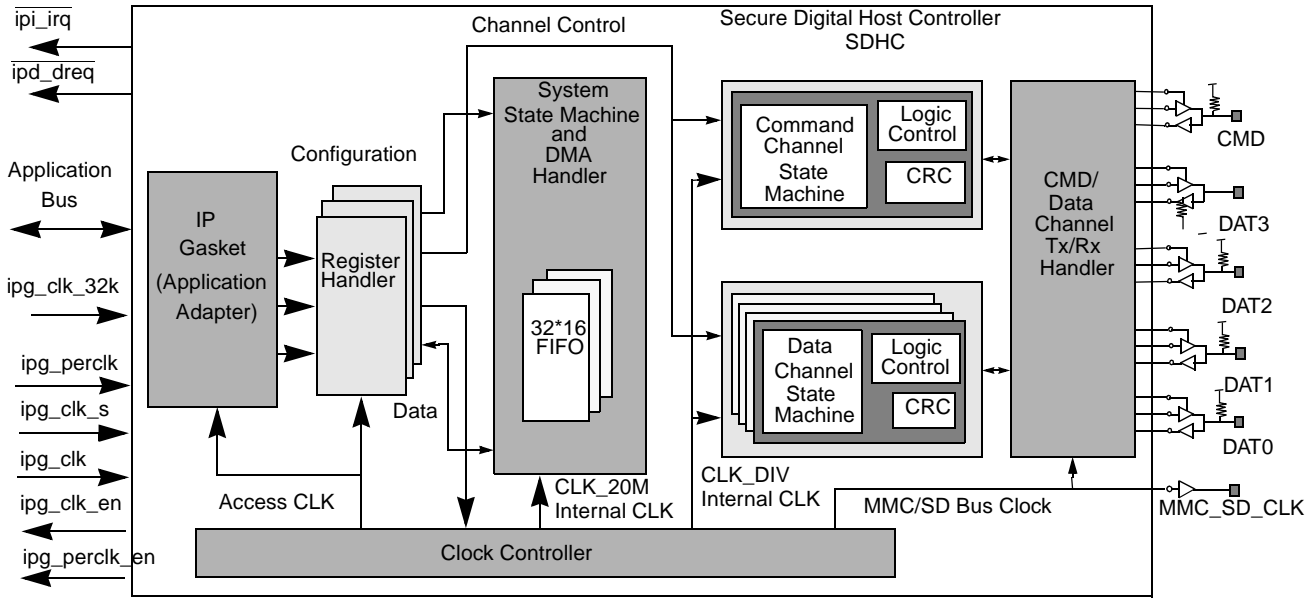 ipi_irq
ipd_dreq
Application
Bus
ipg_clk_32k
ipg_perclk
ipg_clk_s
ipg_clk
ipg_clk_en
ipg_perclk_en
Channel Control
Secure Digital Host Controller
SDHC
IP
Gasket
(Application
Adapter)
Configuration
Register
Handler
Data
System
State Machine
and
DMA
Handler
32*16
FIFO
Command
Channel
State
Machine
Logic
Control
CRC
Data
Channel
State
Machine
Logic
Control
CRC
CMD/
Data
Channel
Tx/Rx
Handler
CMD
DAT3
DAT2
DAT1
DAT0
MMC_SD_CLK
Access CLK
CLK_20M
Internal CLK
CLK_DIV
Internal CLK
MMC/SD Bus Clock
Clock Controller